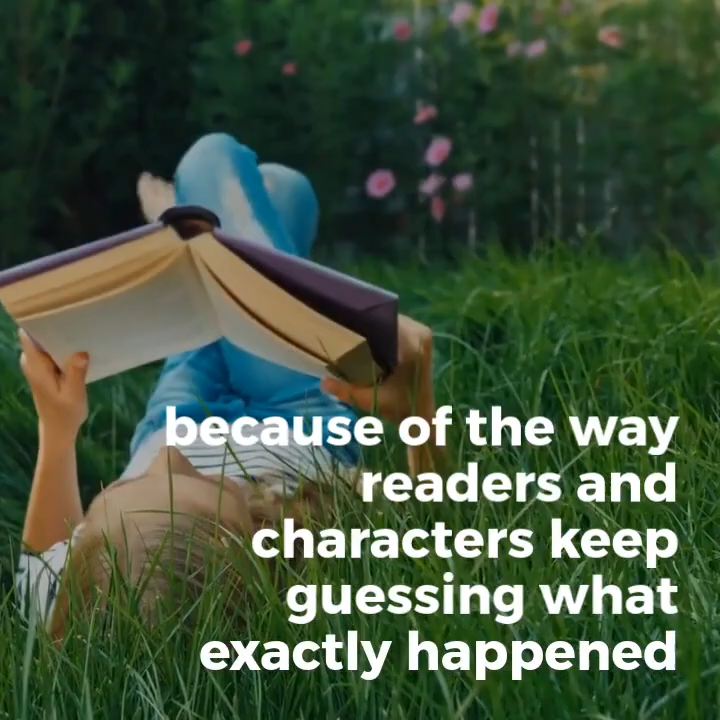 because of the way
readers and
characters keep
guessing what
exactly happened